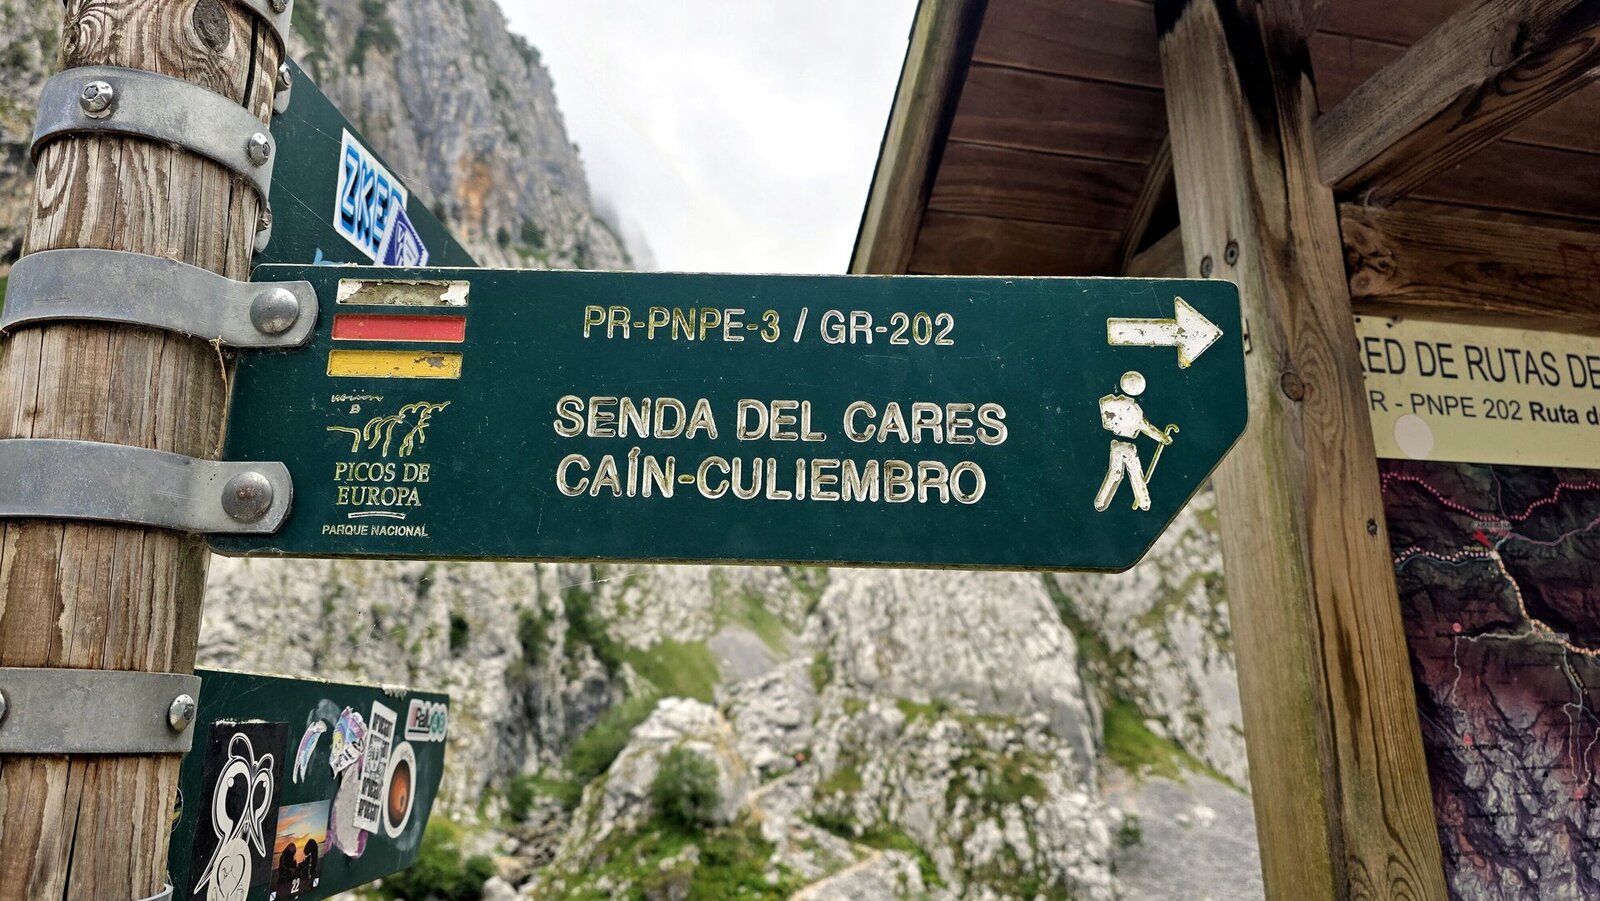 PR-PNPE-3 / GR-202
SENDA DEL CARES
CAÍN-CULIEMBRO
PICOS DE
EUROPA
PARQUE NACIONAL
RED DE RUTAS DE
R - PNPE 202 Ruta d
22